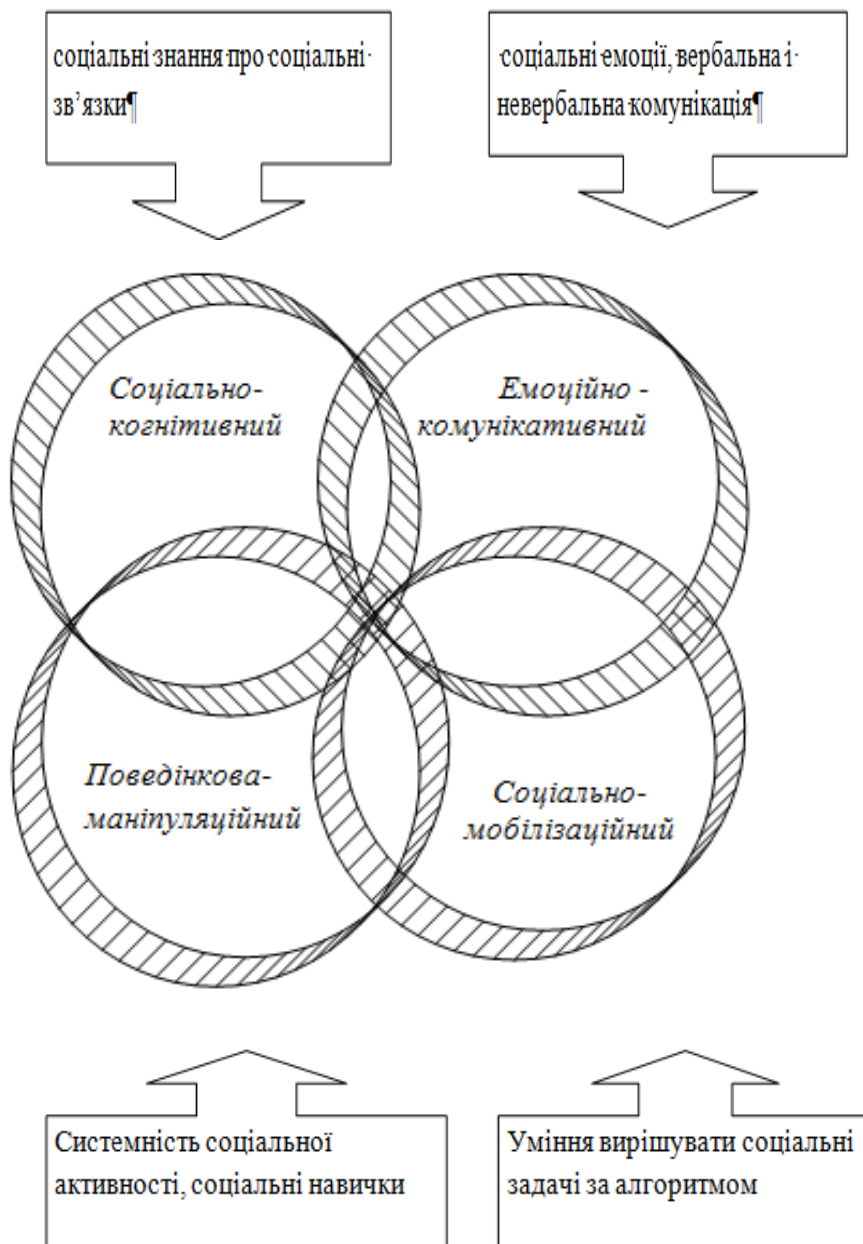 соціальні·знання·про·соціальні·
зв’язки¶
·соціальні·емоції,·вербальна·і·
невербальна·комунікація¶
Соціально-
когнітивний
Емоційно -
комунікативний
Поведінкова-
маніпуляційний
Соціально-
мобілізаційний
Системність соціальної
активності, соціальні навички
Уміння вирішувати соціальні
задачі за алгоритмом